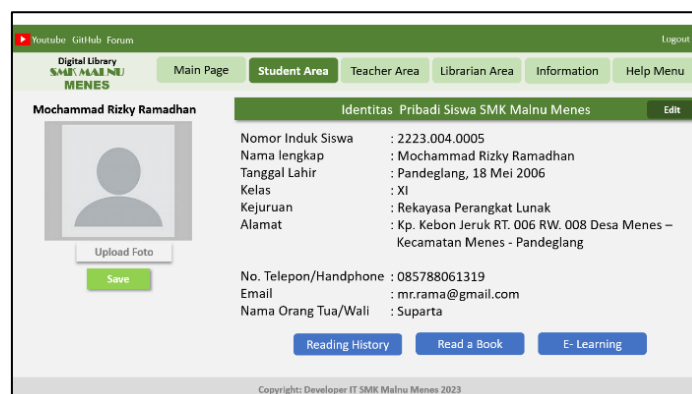 Youtube GitHub Forum
Logout
Digital Library
SMK MALNU
MENES
Main Page
Student Area
Teacher Area
Librarian Area
Information
Help Menu
Mochammad Rizky Ramadhan
Upload Foto
Save
Identitas Pribadi Siswa SMK Malnu Menes
Edit
Nomor Induk Siswa : 2223.004.0005
Nama lengkap : Mochammad Rizky Ramadhan
Tanggal Lahir : Pandeglang, 18 Mei 2006
Kelas : XI
Kejuruan : Rekayasa Perangkat Lunak
Alamat : Kp. Kebon Jeruk RT. 006 RW. 008 Desa Menes –
Kecamatan Menes - Pandeglang
No. Telepon/Handphone : 085788061319
Email : mr.rama@gmail.com
Nama Orang Tua/Wali : Suparta
Reading History
Read a Book
E- Learning
Copyright: Developer IT SMK Malnu Menes 2023